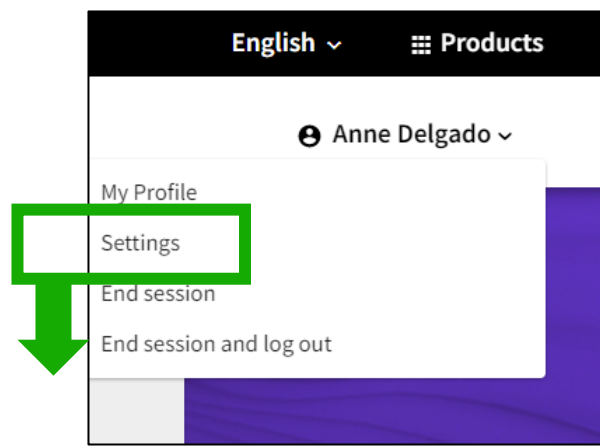 English Products
Anne Delgado
My Profile
Settings
End session
End session and log out